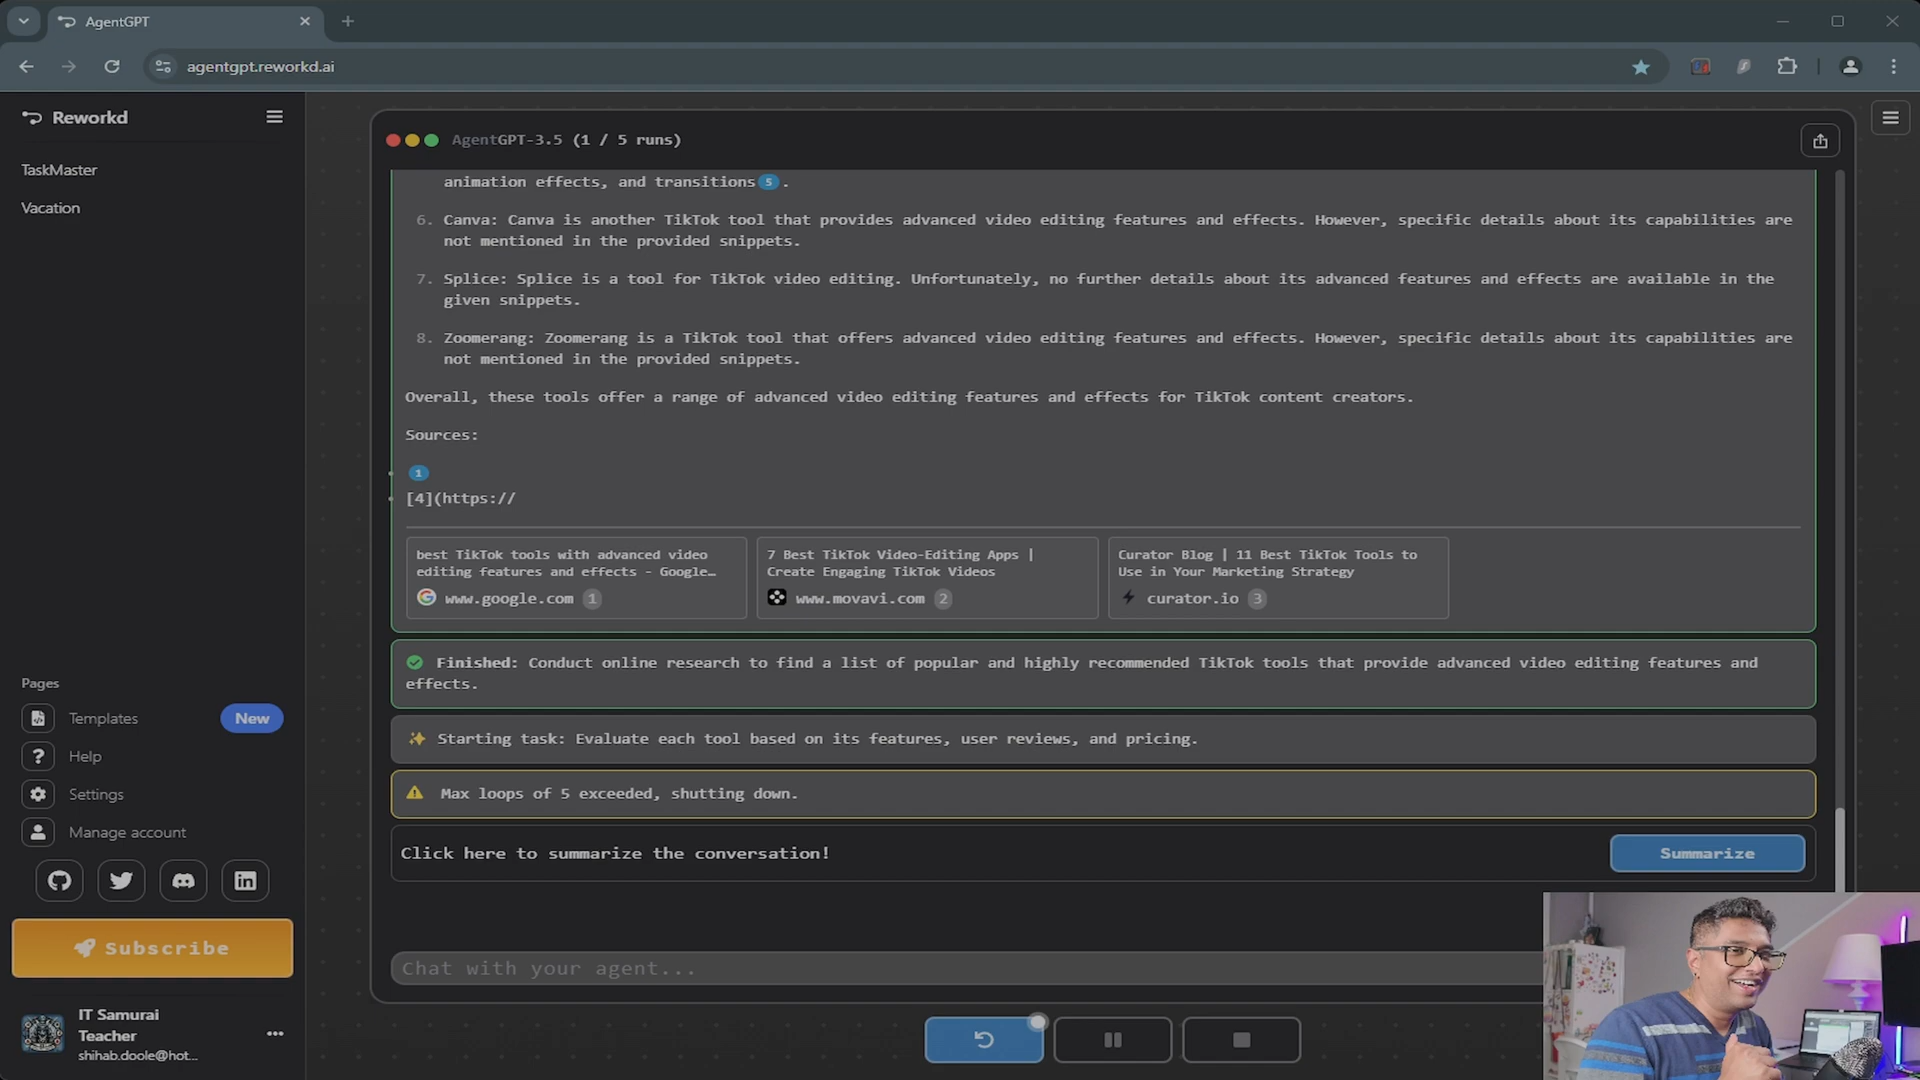 AgentGPT
agentgpt.reworkd.ai
Reworkd
TaskMaster
Vacation
Pages
Templates
New
Help
Settings
Manage account
Subscribe
IT Samurai
Teacher
shihab.doole@hot...
AgentGPT-3.5 (1 / 5 runs)
animation effects, and transitions 5 .
6. Canva: Canva is another TikTok tool that provides advanced video editing features and effects. However, specific details about its capabilities are
not mentioned in the provided snippets.
7. Splice: Splice is a tool for TikTok video editing. Unfortunately, no further details about its advanced features and effects are available in the
given snippets.
8. Zoomerang: Zoomerang is a TikTok tool that offers advanced video editing features and effects. However, specific details about its capabilities are
not mentioned in the provided snippets.
Overall, these tools offer a range of advanced video editing features and effects for TikTok content creators.
Sources:
1
[4](https://
best TikTok tools with advanced video
editing features and effects - Google…
www.google.com 1
7 Best TikTok Video-Editing Apps |
Create Engaging TikTok Videos
www.movavi.com 2
Curator Blog | 11 Best TikTok Tools to
Use in Your Marketing Strategy
curator.io 3
Finished: Conduct online research to find a list of popular and highly recommended TikTok tools that provide advanced video editing features and
effects.
Starting task: Evaluate each tool based on its features, user reviews, and pricing.
Max loops of 5 exceeded, shutting down.
Click here to summarize the conversation!
Summarize
Chat with your agent...